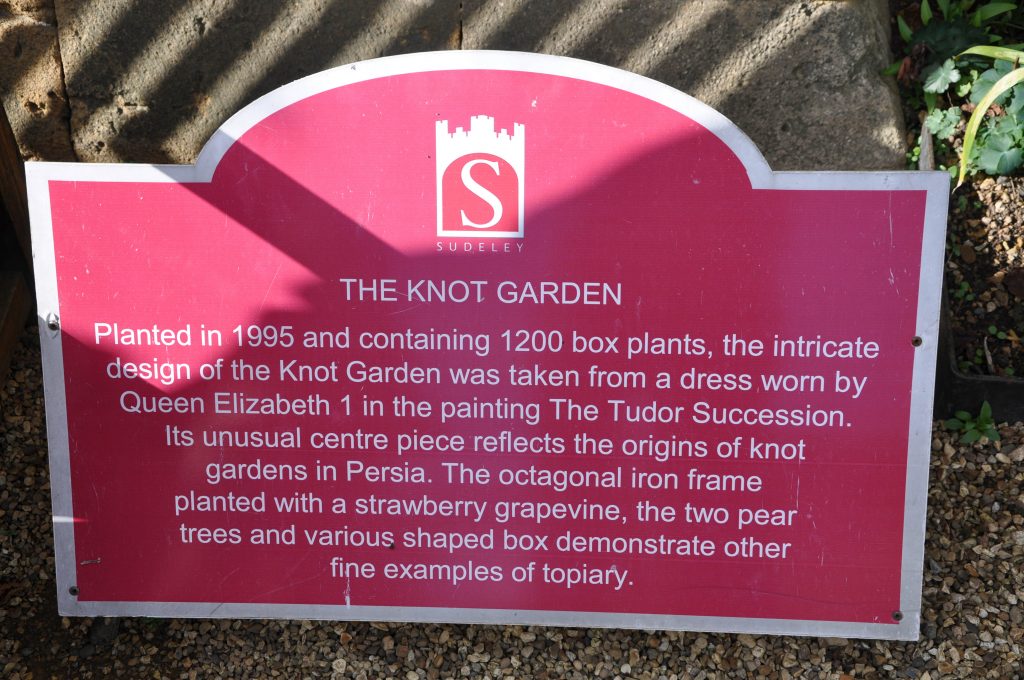 S
SUDELEY
THE KNOT GARDEN
Planted in 1995 and containing 1200 box plants, the intricate
design of the Knot Garden was taken from a dress worn by
Queen Elizabeth 1 in the painting The Tudor Succession.
Its unusual centre piece reflects the origins of knot
gardens in Persia. The octagonal iron frame
planted with a strawberry grapevine, the two pear
trees and various shaped box demonstrate other
fine examples of topiary.